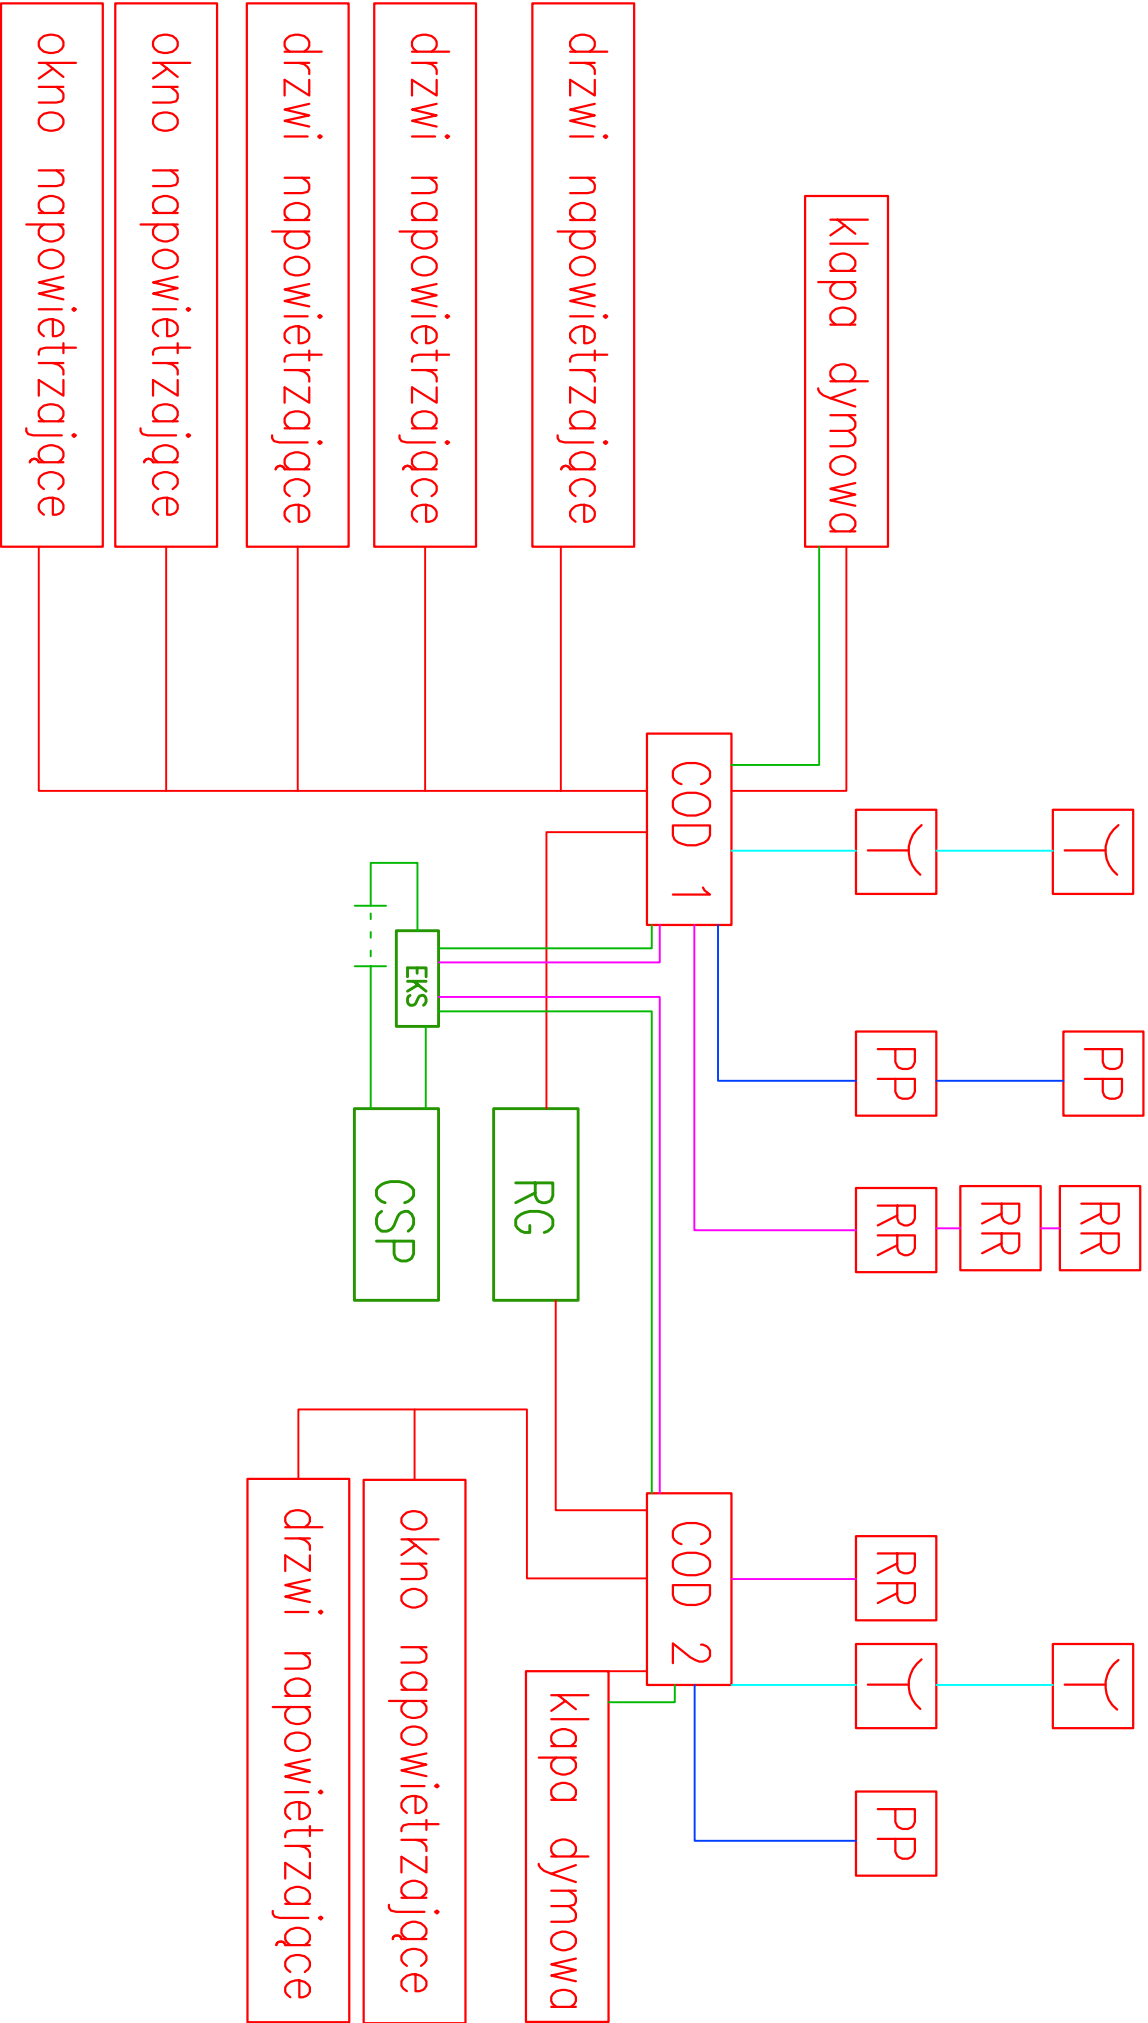 PP
RR
RR
PP
RR
RR
PP
klapa dymowa
COD 1
COD 2
drzwi napowietrzające
klapa dymowa
RG
drzwi napowietrzające
EKS
CSP
okno napowietrzające
drzwi napowietrzające
drzwi napowietrzające
okno napowietrzające
okno napowietrzające